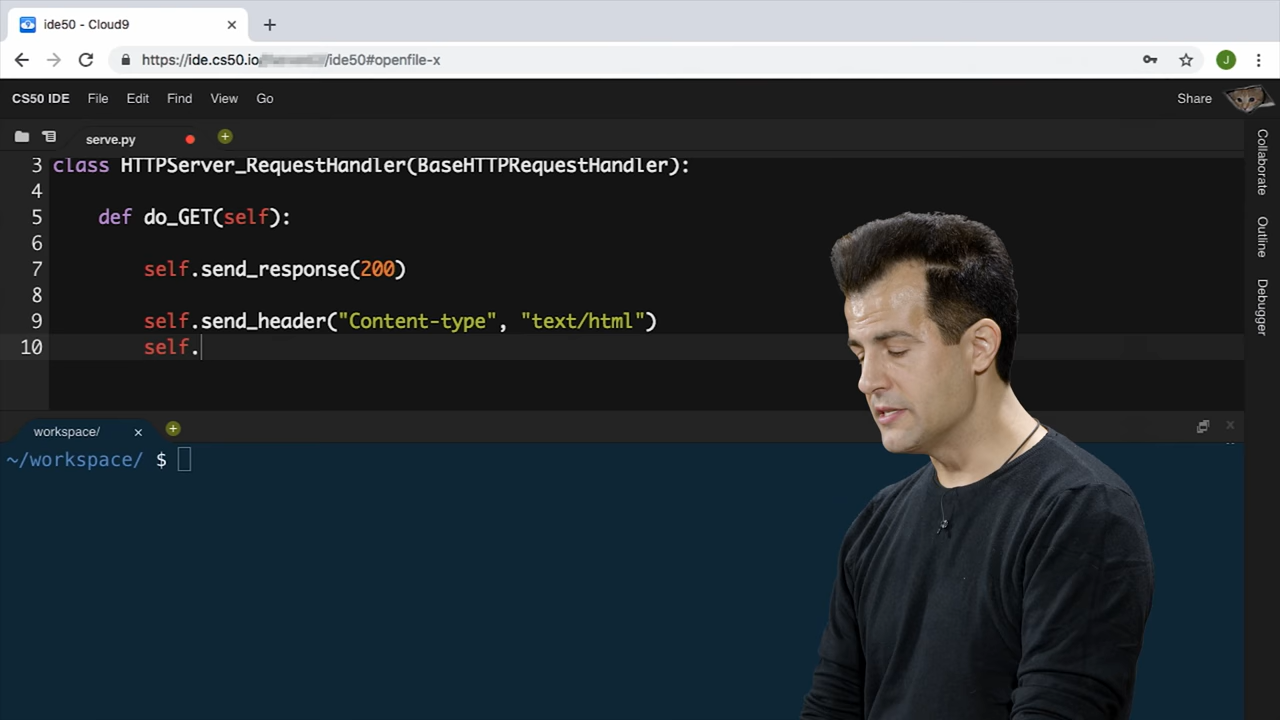 ide50 - Cloud9
https://ide.cs50.io/ /ide50#openfile-x
J
CS50 IDE File Edit Find View Go Share
serve.py
Collaborate
Outline
Debugger
3 class HTTPServer_RequestHandler(BaseHTTPRequestHandler):
4
5 def do_GET(self):
6
7 self.send_response(200)
8
9 self.send_header("Content-type", "text/html")
10 self.
workspace/
~/workspace/ $